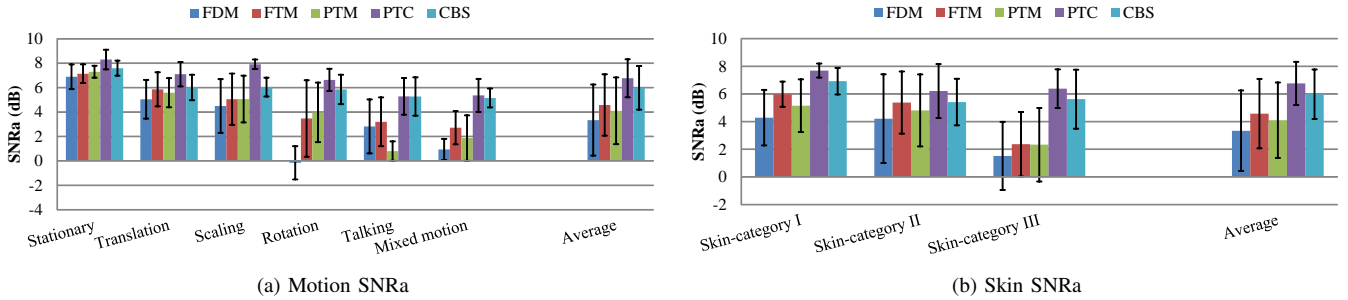 FDM FTM PTM PTC CBS
SNRa (dB)
10
8
6
4
2
0
-2
-4
Stationary
Translation
Scaling
Rotation
Talking
Mixed motion
Average
(a) Motion SNRa
FDM FTM PTM PTC CBS
SNRa (dB)
10
8
6
4
2
0
-2
Skin-category I
Skin-category II
Skin-category III
Average
(b) Skin SNRa